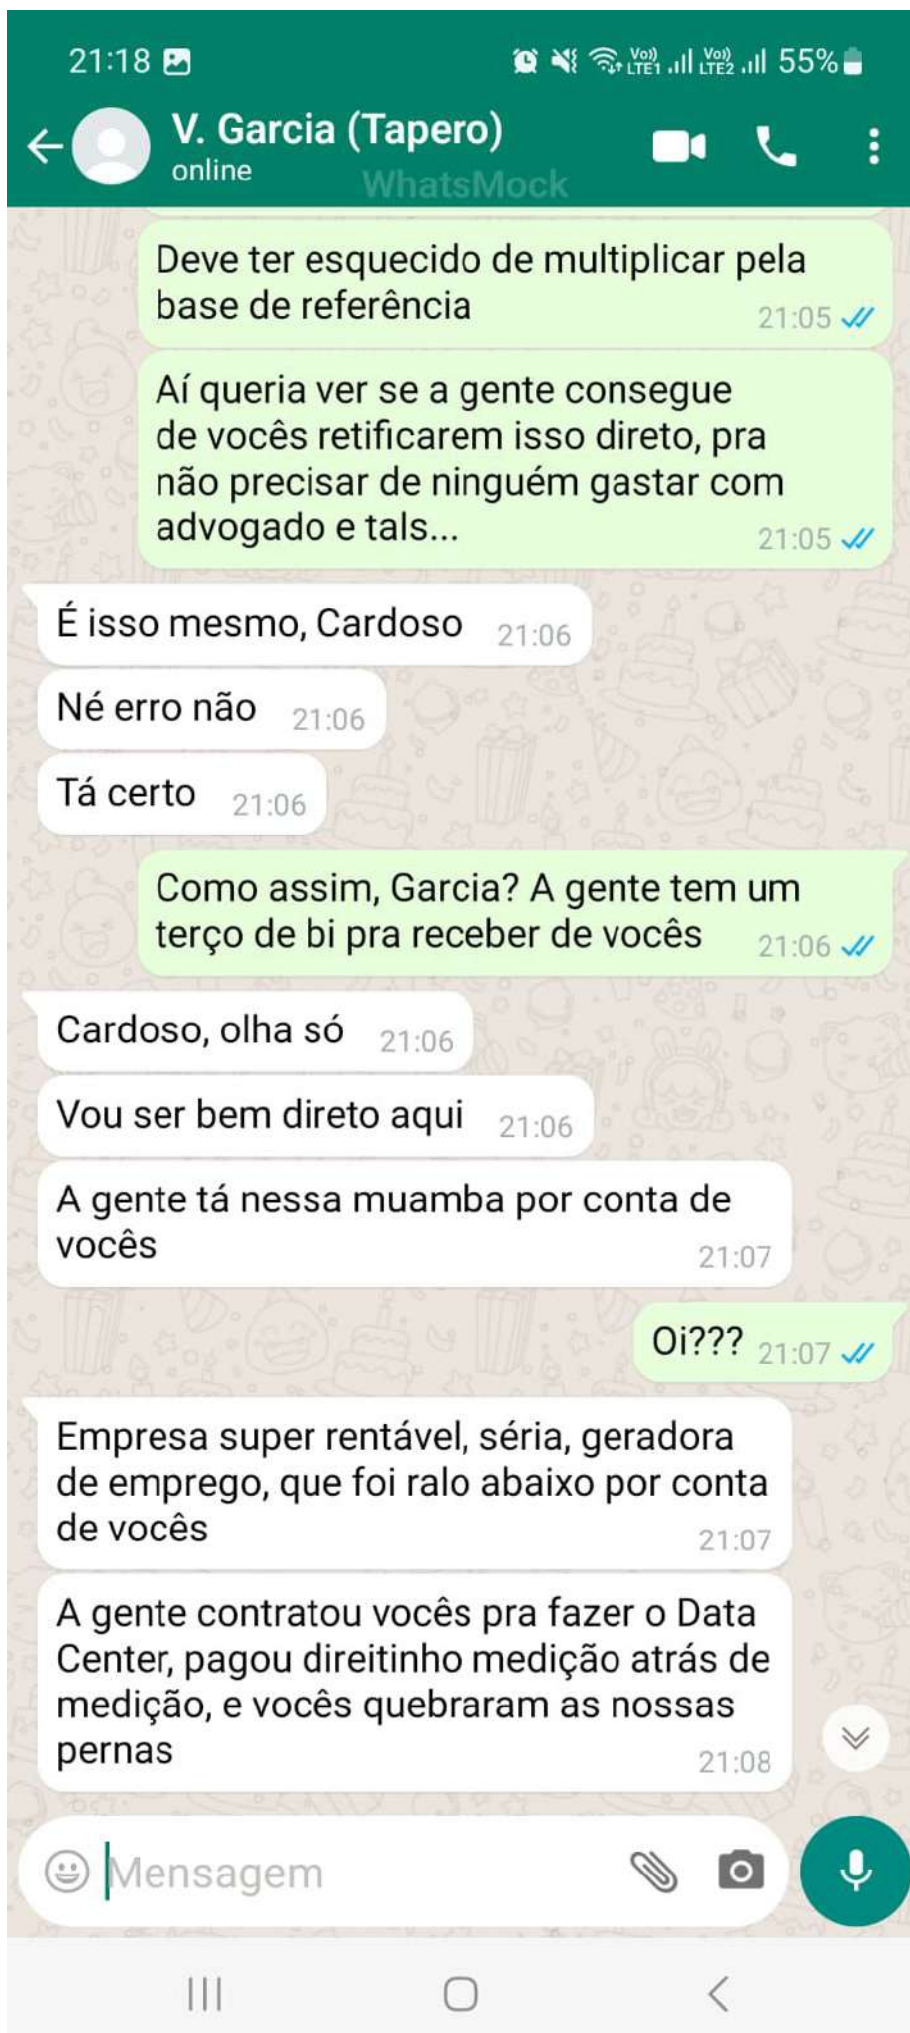 21:18 Vo)) LTE1 Vo)) LTE2 55%
V. Garcia (Tapero)
online
WhatsMock
Deve ter esquecido de multiplicar pela
base de referência 21:05
Aí queria ver se a gente consegue
de vocês retificarem isso direto, pra
não precisar de ninguém gastar com
advogado e tals... 21:05
É isso mesmo, Cardoso 21:06
Né erro não 21:06
Tá certo 21:06
Como assim, Garcia? A gente tem um
terço de bi pra receber de vocês 21:06
Cardoso, olha só 21:06
Vou ser bem direto aqui 21:06
A gente tá nessa muamba por conta de
vocês 21:07
Oi??? 21:07
Empresa super rentável, séria, geradora
de emprego, que foi ralo abaixo por conta
de vocês 21:07
A gente contratou vocês pra fazer o Data
Center, pagou direitinho medição atrás de
medição, e vocês quebraram as nossas
pernas 21:08
Mensagem